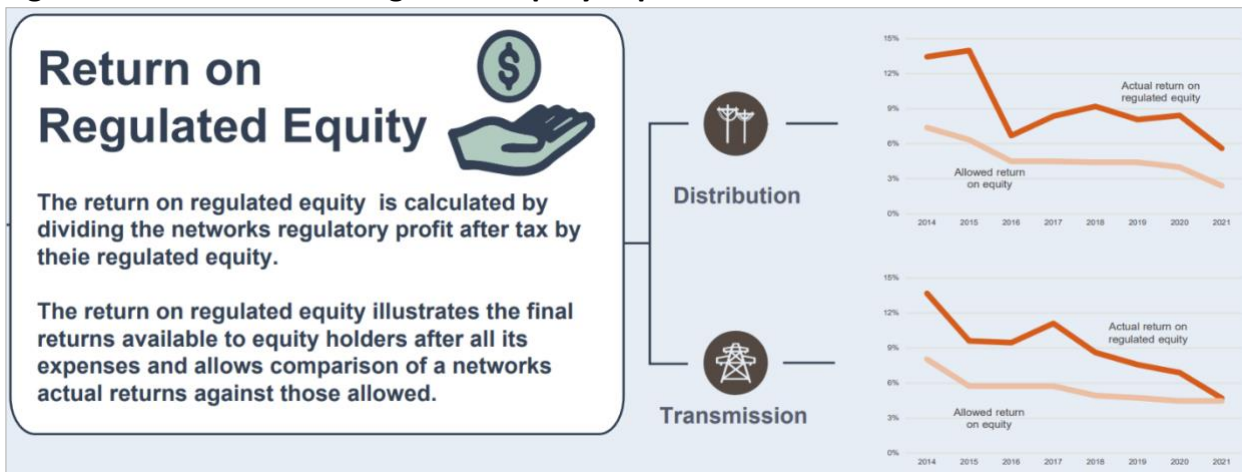 Return on
Regulated Equity
$
The return on regulated equity is calculated by
dividing the networks regulatory profit after tax by
theie regulated equity.
The return on regulated equity illustrates the final
returns available to equity holders after all its
expenses and allows comparison of a networks
actual returns against those allowed.
Distribution
Transmission
15%
12%
9%
6%
3%
0%
Actual return on
regulated equity
Allowed return
on equity
2014 2015 2016 2017 2018 2019 2020 2021
15%
12%
9%
6%
3%
0%
Actual return on
regulated equity
Allowed return
on equity
2014 2015 2016 2017 2018 2019 2020 2021